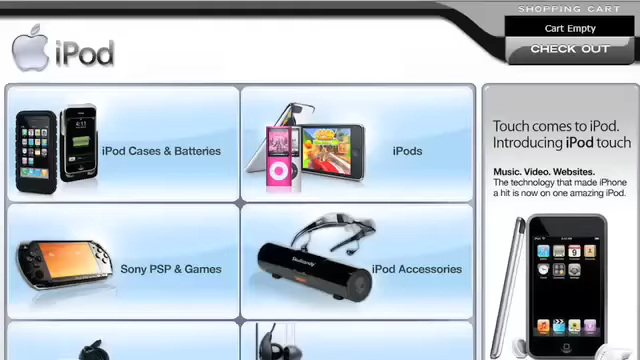 SHOPPING CART
Cart Empty
CHECK OUT
iPod
iPod Cases & Batteries
iPods
Sony PSP & Games
iPod Accessories
Touch comes to iPod.
Introducing iPod touch
Music. Video. Websites.
The technology that made iPhone
a hit is now on one amazing iPod.